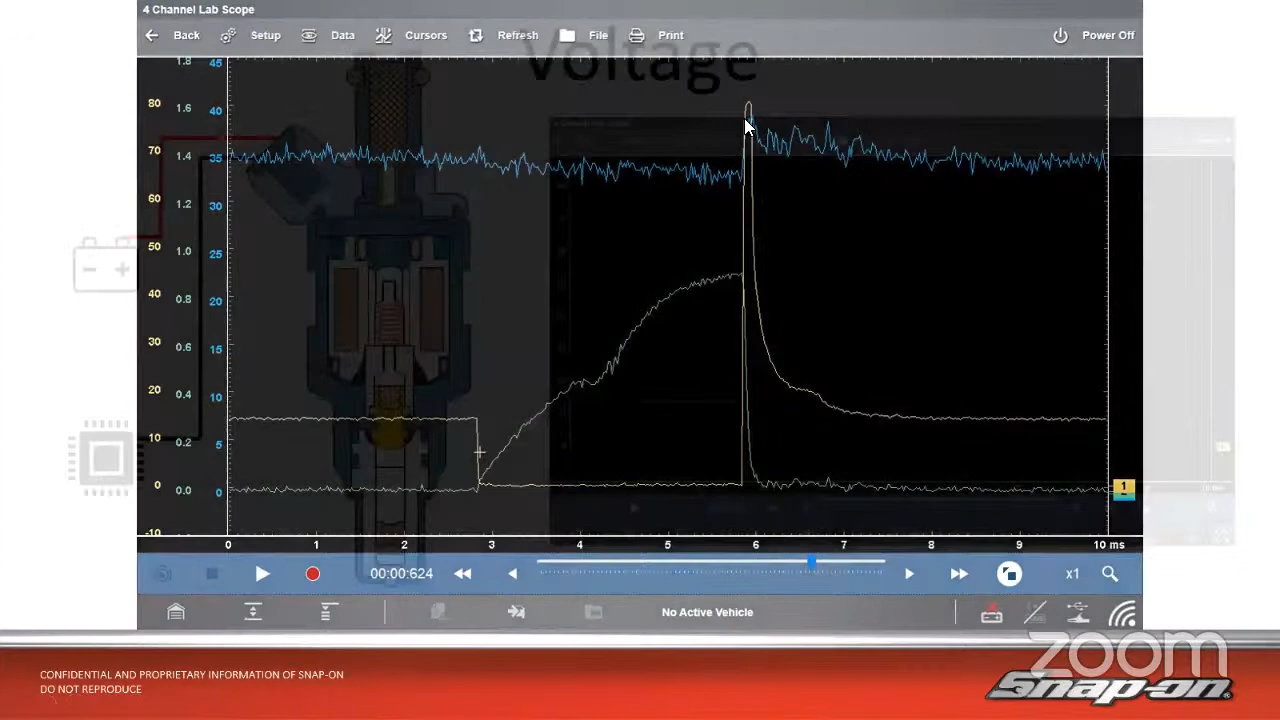 4 Channel Lab Scope
Back Setup Data Cursors Refresh File Print Power Off
Voltage
1.8 45
80 1.6 40
70 1.4 35
60 1.2 30
50 1.0 25
40 0.8 20
30 0.6 15
20 0.4 10
10 0.2 5
0 0.0 0
-10
1
0 1 2 3 4 5 6 7 8 9 10 ms
00:00:624 x1
No Active Vehicle
zoom
CONFIDENTIAL AND PROPRIETARY INFORMATION OF SNAP-ON
DO NOT REPRODUCE
Snap-on